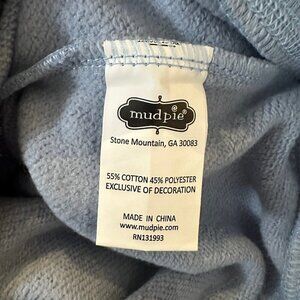 mudpie®
Stone Mountain, GA 30083
55% COTTON 45% POLYESTER
EXCLUSIVE OF DECORATION
MADE IN CHINA
www.mudpie.com
RN131993